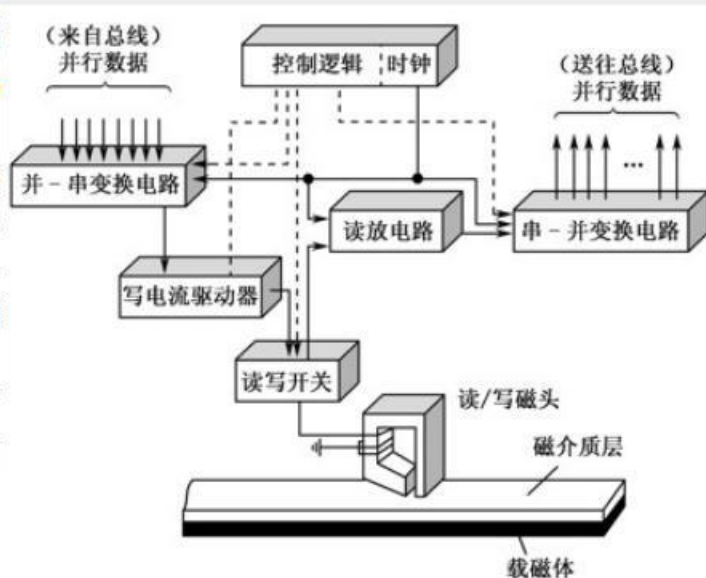 （来自总线）
并行数据
控制逻辑
时钟
（送往总线）
并行数据
…
并-串变换电路
读放电路
串-并变换电路
写电流驱动器
读写开关
读/写磁头
磁介质层
载磁体